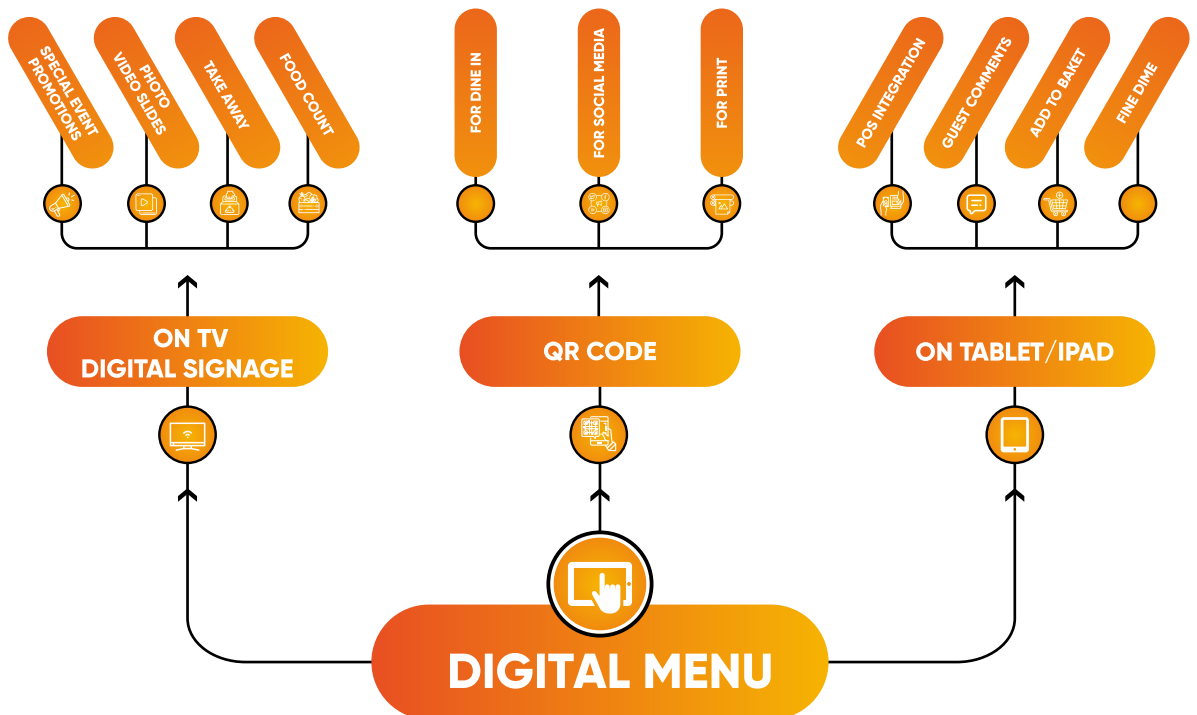 SPECIAL EVENT
PROMOTIONS
PHOTO
VIDEO SLIDES
TAKE AWAY
FOOD COUNT
FOR DINE IN
FOR SOCIAL MEDIA
FOR PRINT
POS INTEGRATION
GUEST COMMENTS
ADD TO BAKET
FINE DIME
ON TV
DIGITAL SIGNAGE
QR CODE
ON TABLET/IPAD
DIGITAL MENU